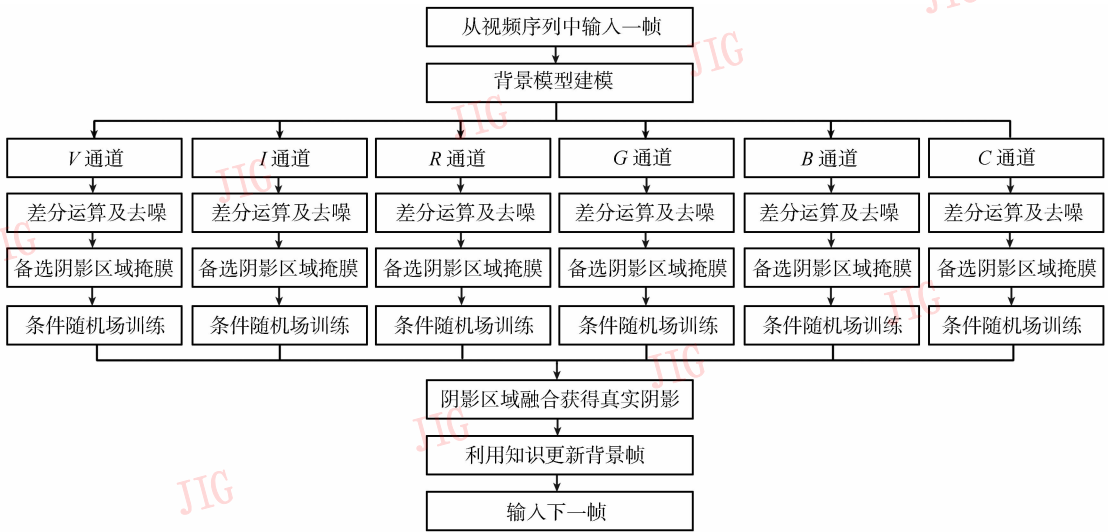 从视频序列中输入一帧
背景模型建模
V 通道 I 通道 R 通道 G 通道 B 通道 C 通道
差分运算及去噪 差分运算及去噪 差分运算及去噪 差分运算及去噪 差分运算及去噪 差分运算及去噪
备选阴影区域掩膜 备选阴影区域掩膜 备选阴影区域掩膜 备选阴影区域掩膜 备选阴影区域掩膜 备选阴影区域掩膜
条件随机场训练 条件随机场训练 条件随机场训练 条件随机场训练 条件随机场训练 条件随机场训练
阴影区域融合获得真实阴影
利用知识更新背景帧
输入下一帧
JIG
JIG
JIG
JIG
JIG
JIG
JIG
JIG
JIG